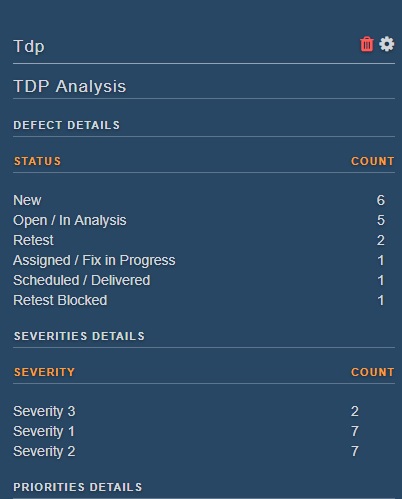 Tdp
TDP Analysis
DEFECT DETAILS
STATUS COUNT
New 6
Open / In Analysis 5
Retest 2
Assigned / Fix in Progress 1
Scheduled / Delivered 1
Retest Blocked 1
SEVERITIES DETAILS
SEVERITY COUNT
Severity 3 2
Severity 1 7
Severity 2 7
PRIORITIES DETAILS